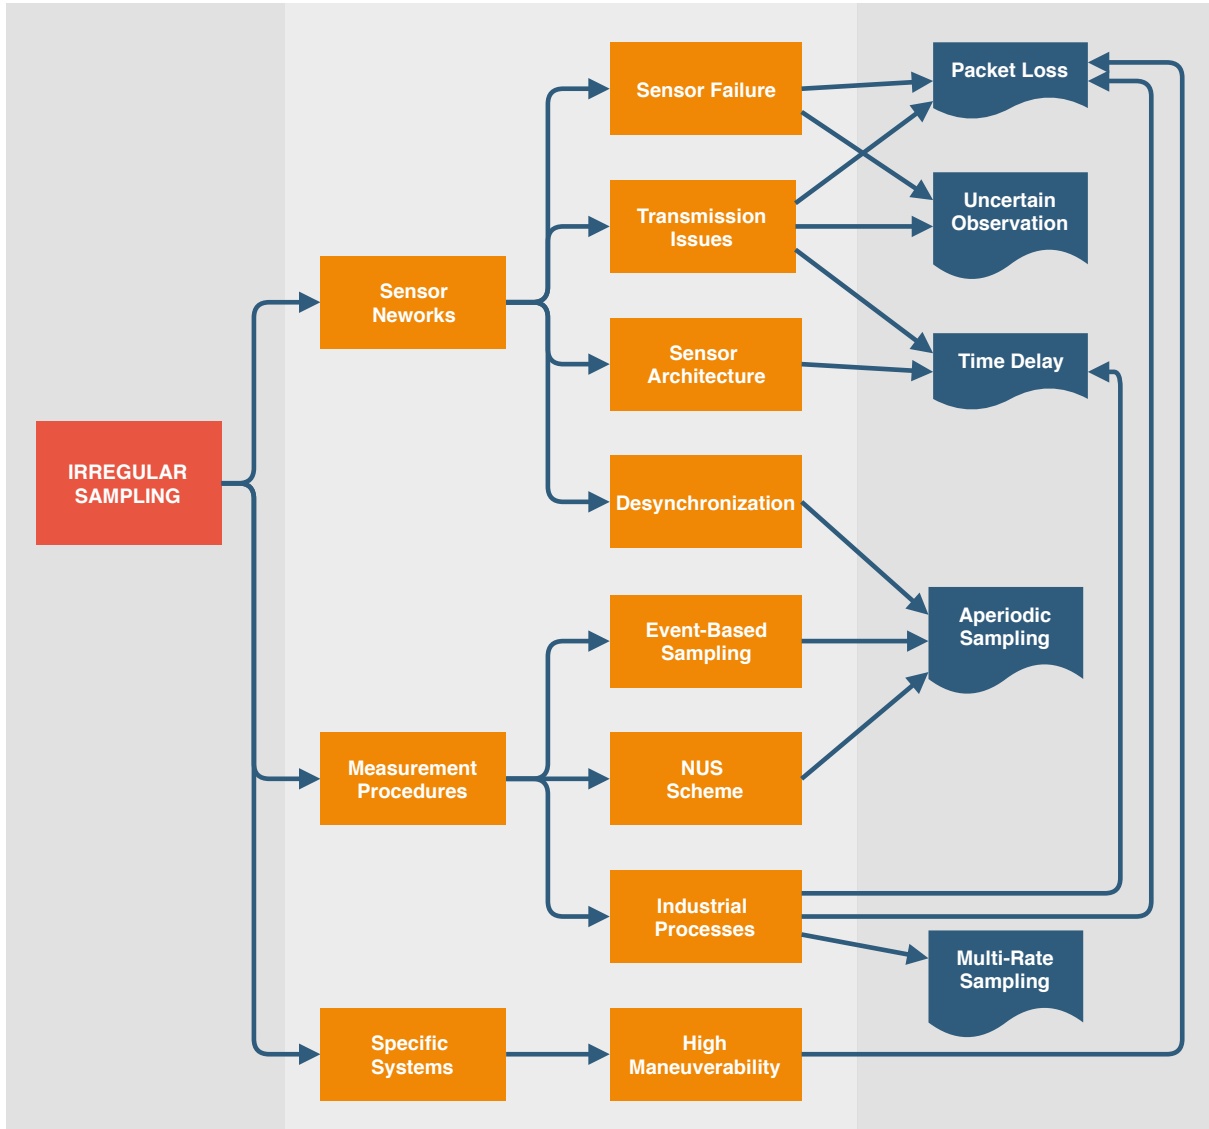 IRREGULAR
SAMPLING
Sensor
Neworks
Measurement
Procedures
Specific
Systems
Sensor Failure
Transmission
Issues
Sensor
Architecture
Desynchronization
Event-Based
Sampling
NUS
Scheme
Industrial
Processes
High
Maneuverability
Packet Loss
Uncertain
Observation
Time Delay
Aperiodic
Sampling
Multi-Rate
Sampling